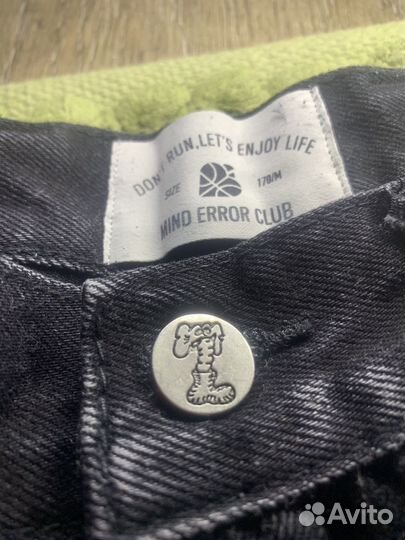 DON'T RUN,LET'S ENJOY LIFE
SIZE 170/M
MIND ERROR CLUB
Avito